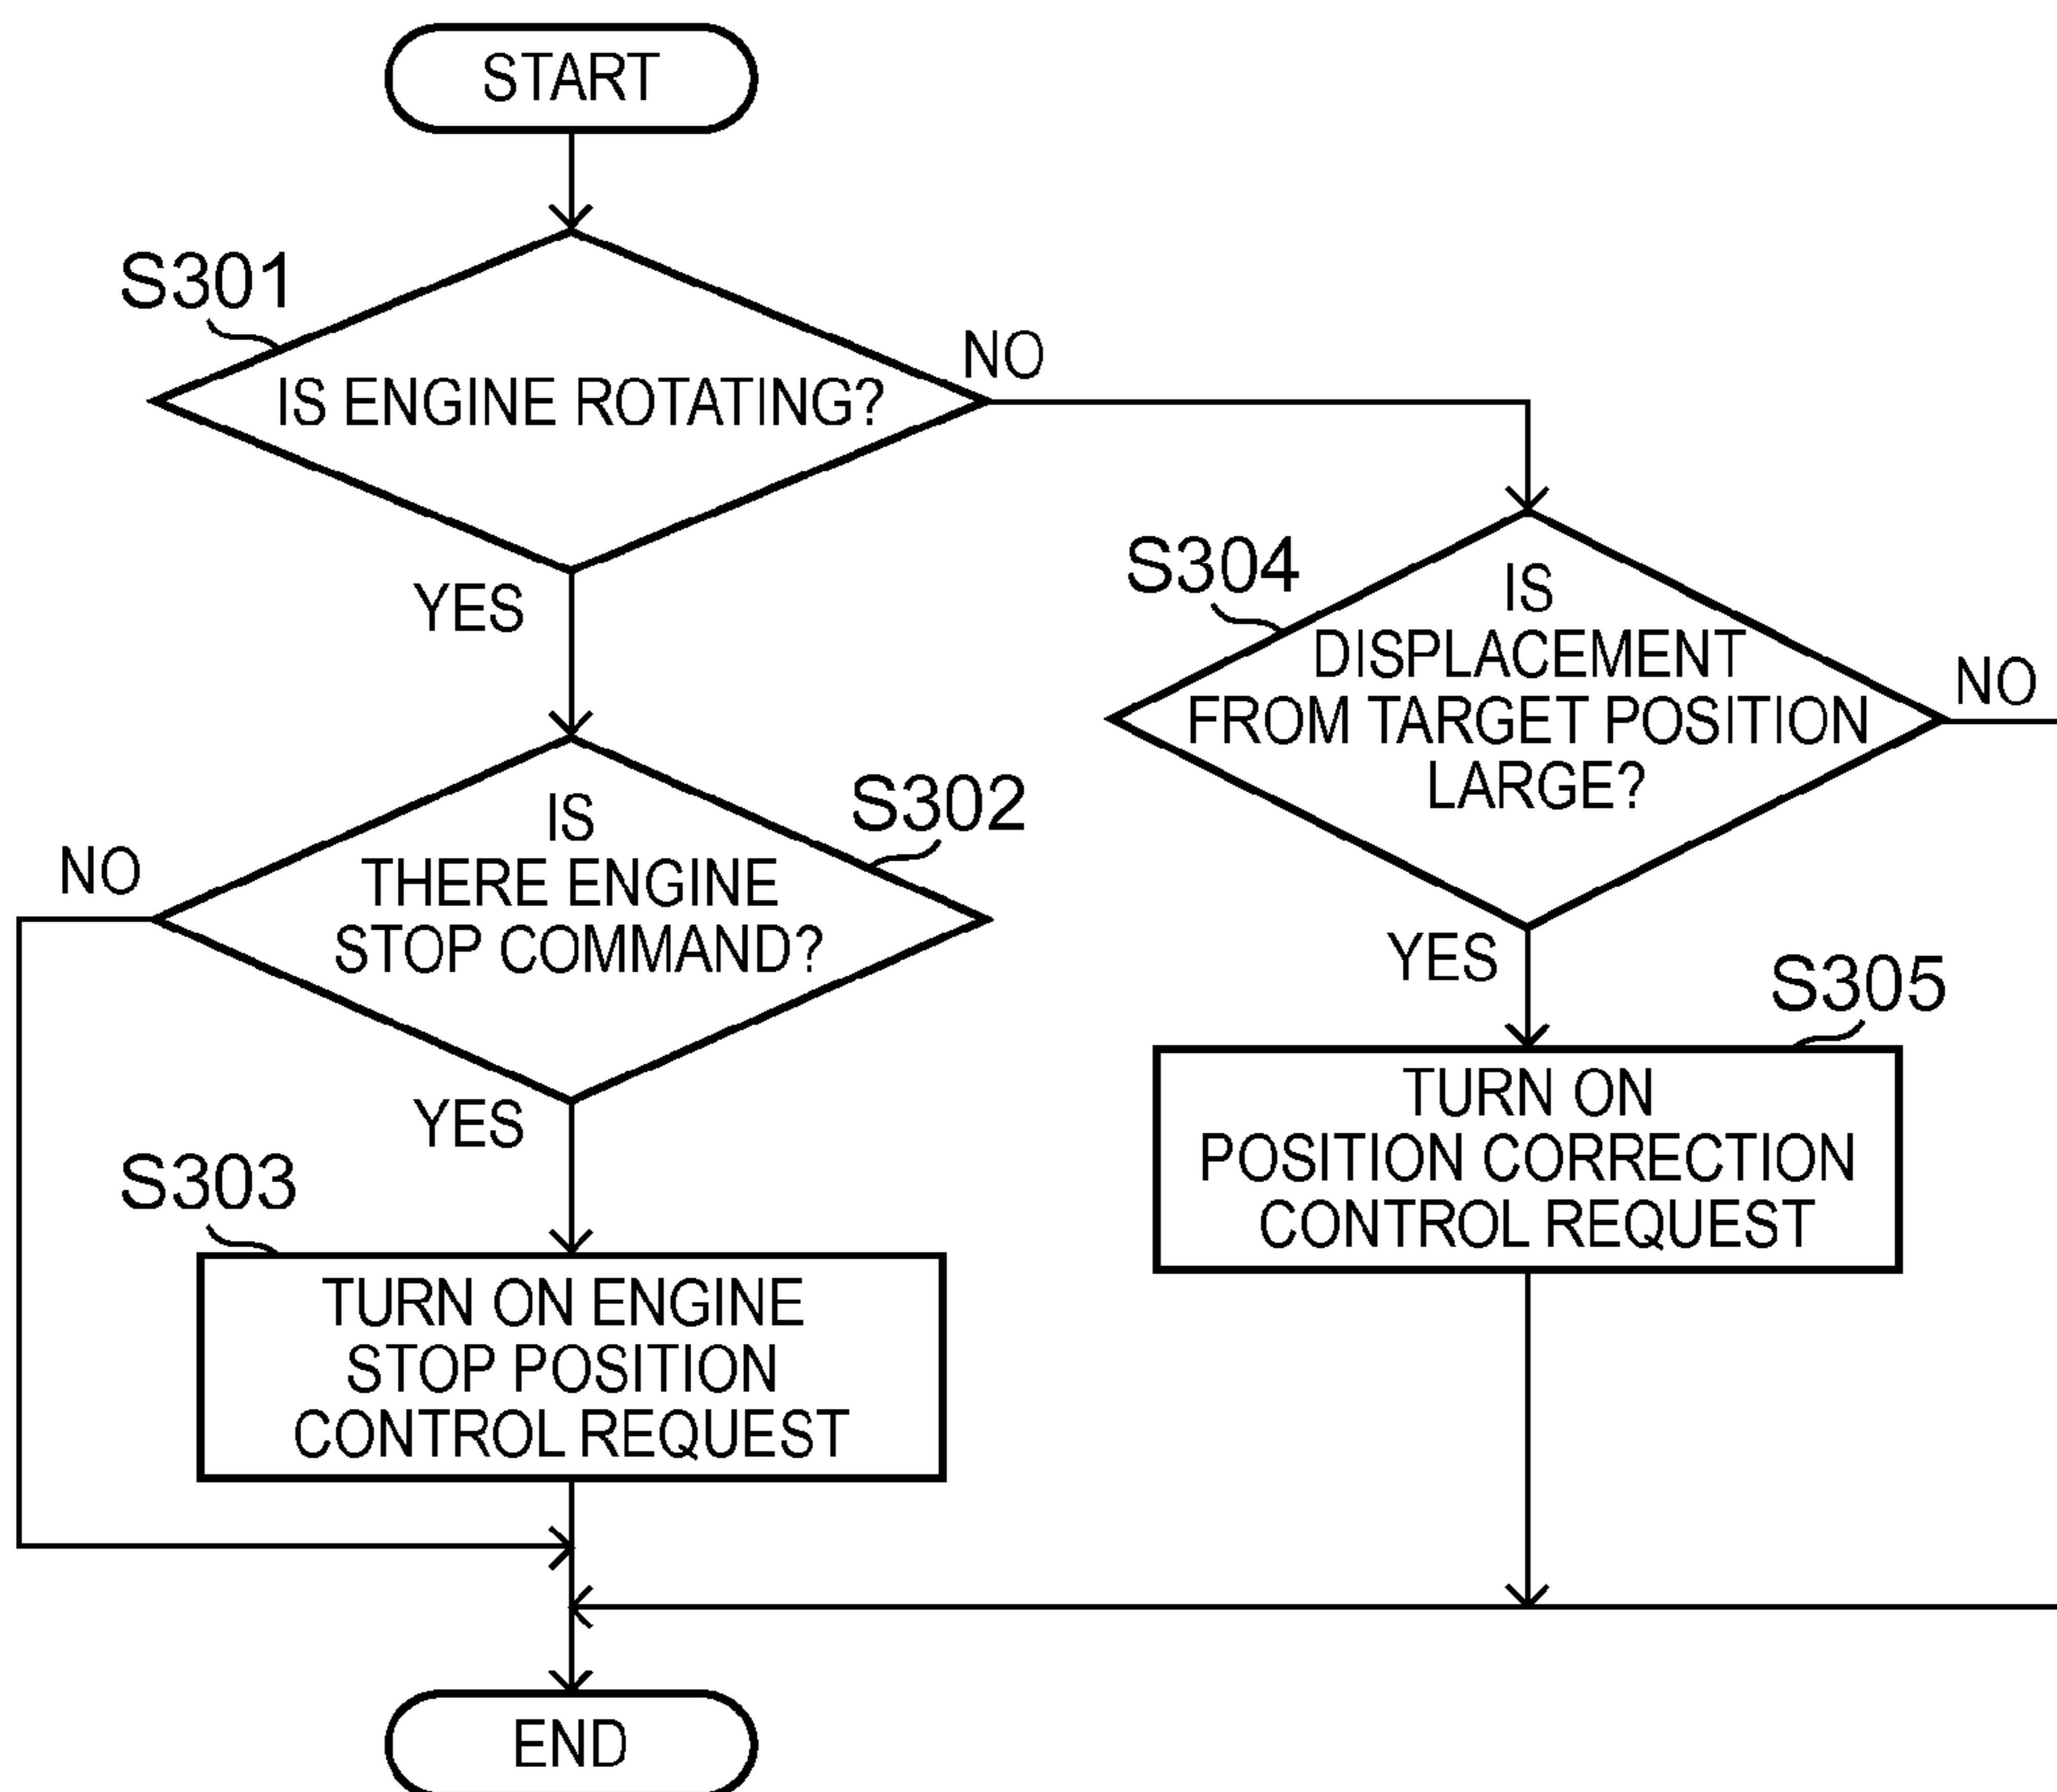 START
S301
IS ENGINE ROTATING?
NO
YES
S302
IS
THERE ENGINE
STOP COMMAND?
NO
YES
S303
TURN ON ENGINE
STOP POSITION
CONTROL REQUEST
S304
IS
DISPLACEMENT
FROM TARGET POSITION
LARGE?
NO
YES
S305
TURN ON
POSITION CORRECTION
CONTROL REQUEST
END